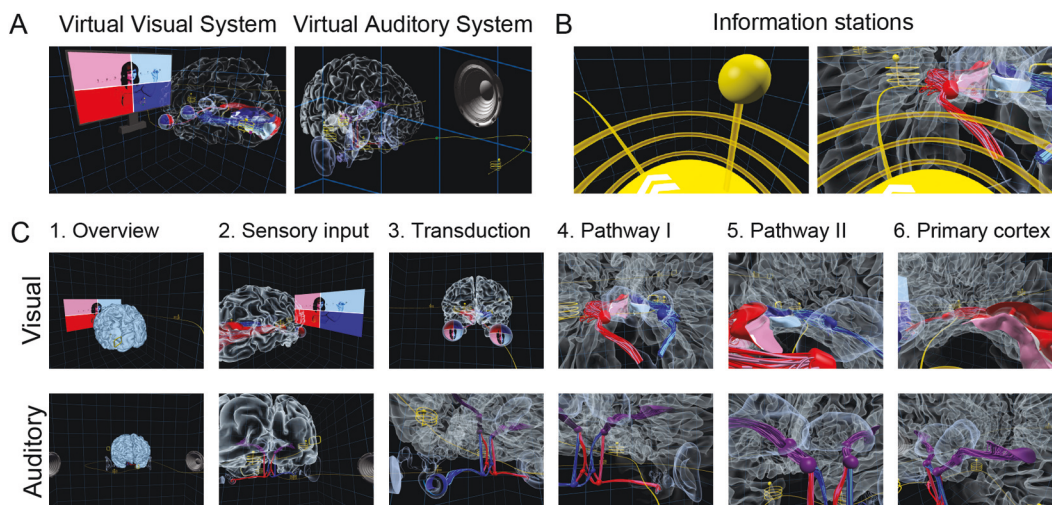 A
Virtual Visual System
Virtual Auditory System
B
Information stations
C
1. Overview
2. Sensory input
3. Transduction
4. Pathway I
5. Pathway II
6. Primary cortex
Visual
Auditory